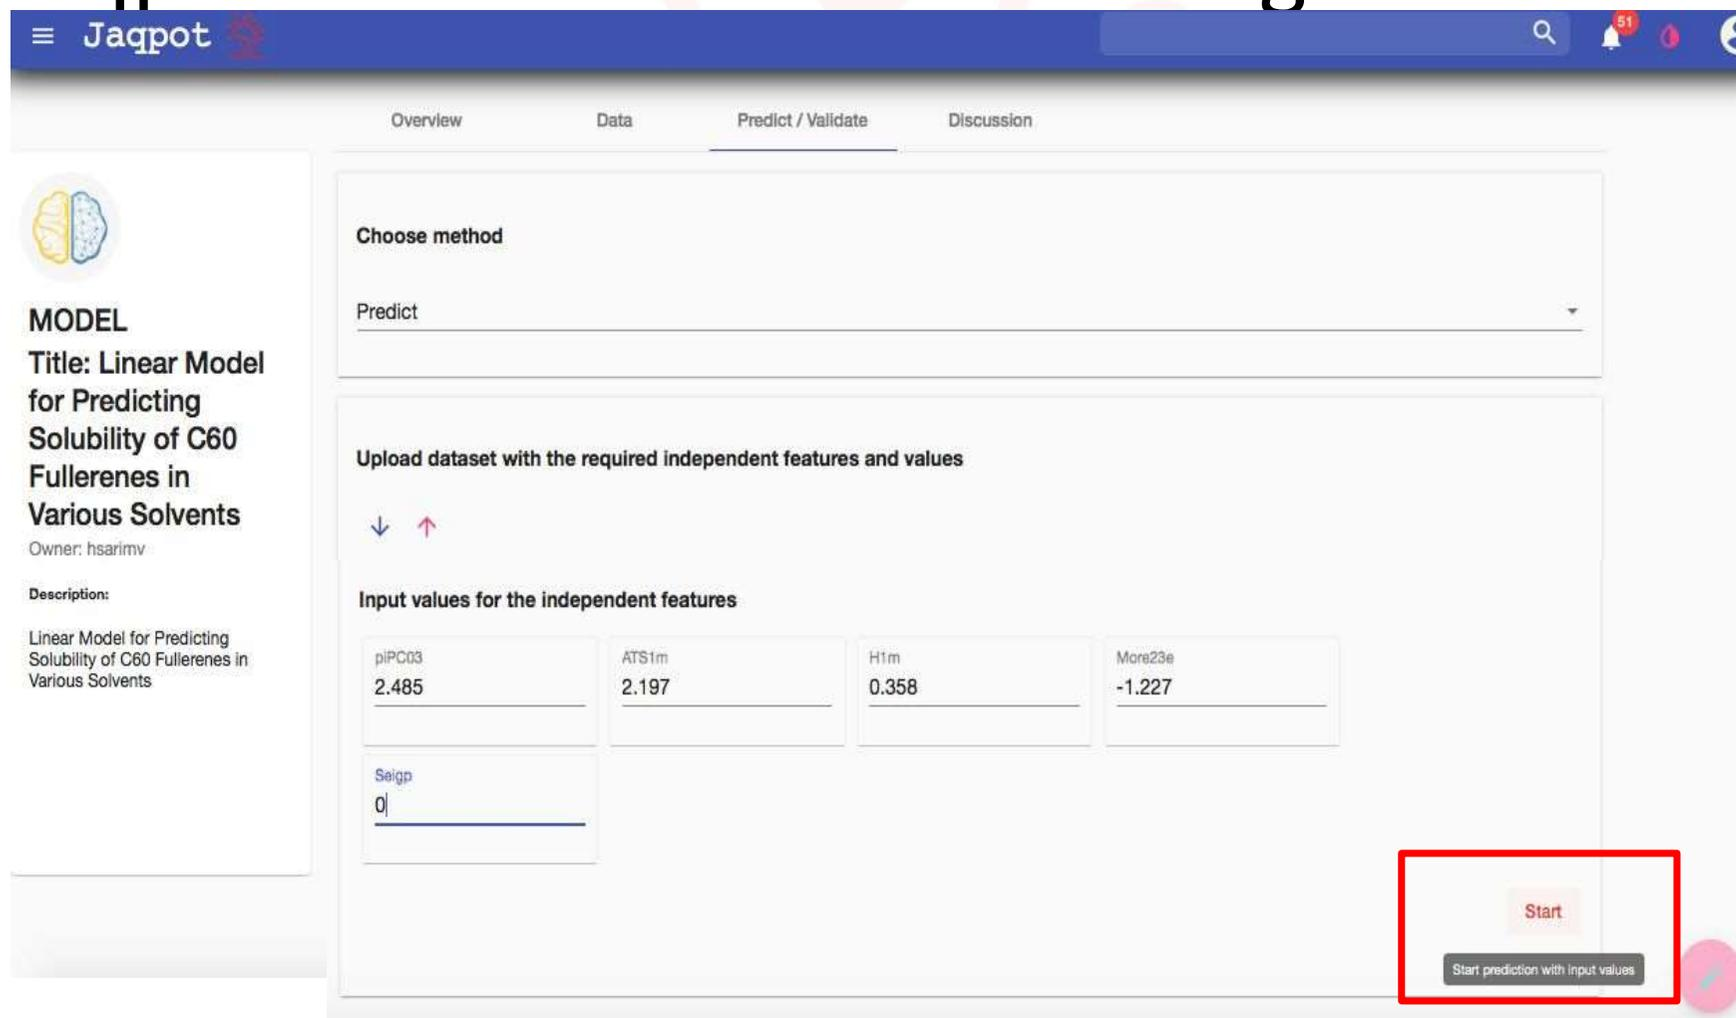 Jaqpot
51
Overview Data Predict / Validate Discussion
Choose method
Predict
MODEL
Title: Linear Model
for Predicting
Solubility of C60
Fullerenes in
Various Solvents
Owner: hsarimv
Description:
Linear Model for Predicting
Solubility of C60 Fullerenes in
Various Solvents
Upload dataset with the required independent features and values
Input values for the independent features
piPC03 ATS1m H1m More23e
2.485 2.197 0.358 -1.227
Seigp
0
Start
Start prediction with input values